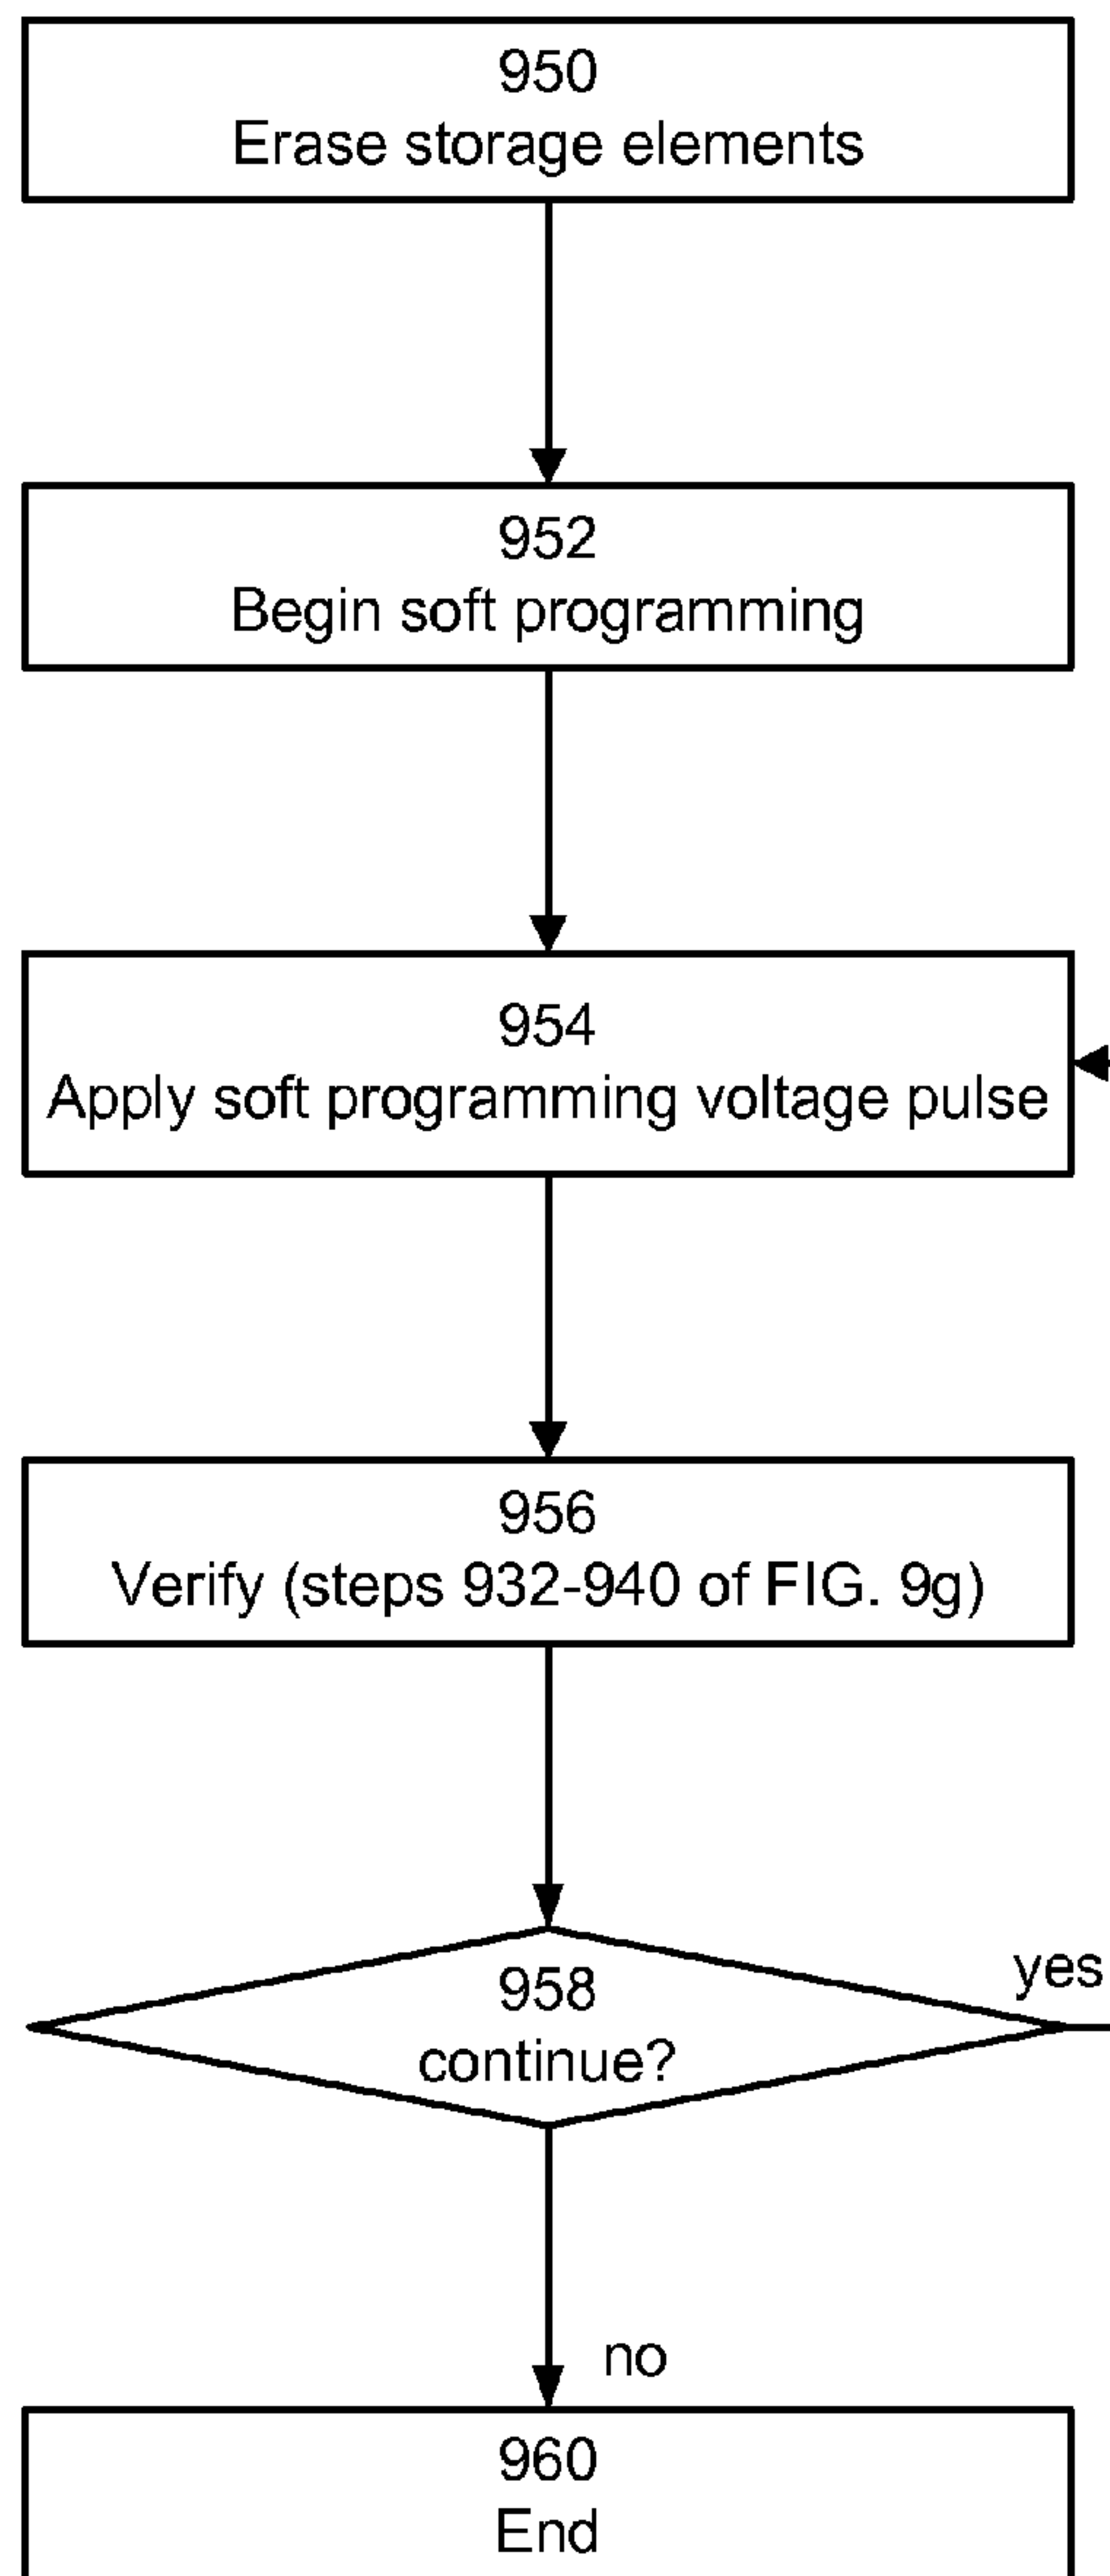 950
Erase storage elements
952
Begin soft programming
954
Apply soft programming voltage pulse
956
Verify (steps 932-940 of FIG. 9g)
958
continue?
yes
no
960
End